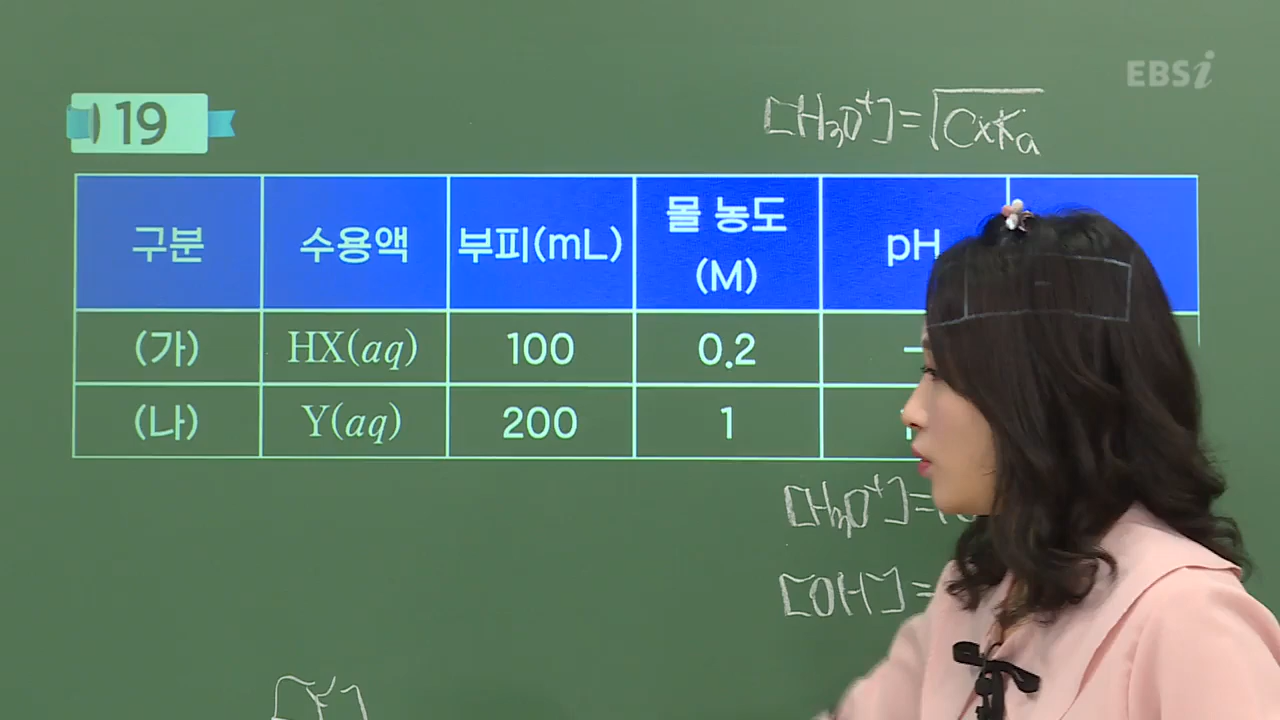 EBSi
19
[H₃O⁺]=√C×Ka
구분 수용액 부피(mL) 몰 농도 (M) pH
(가) HX(aq) 100 0.2 –
(나) Y(aq) 200 1
[H₃O⁺]=
[OH⁻]=